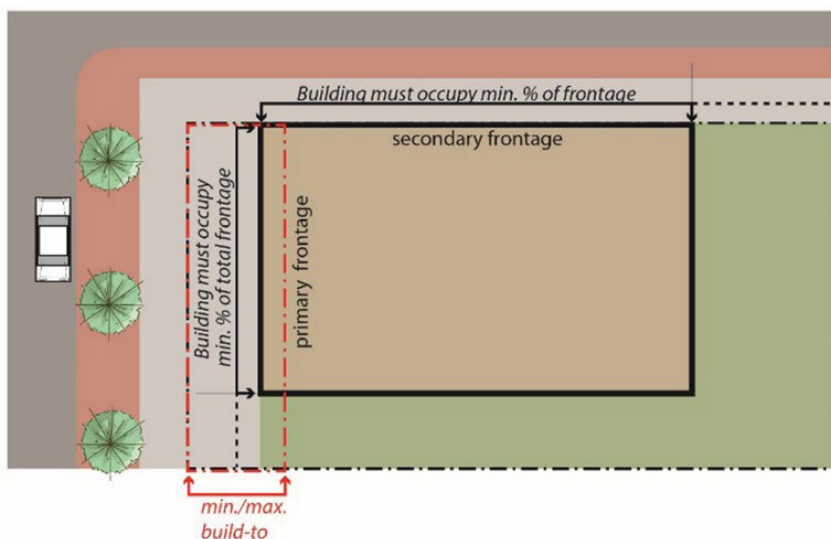 Building must occupy min. % of frontage
secondary frontage
Building must occupy
min. % of total frontage
primary frontage
min./max.
build-to